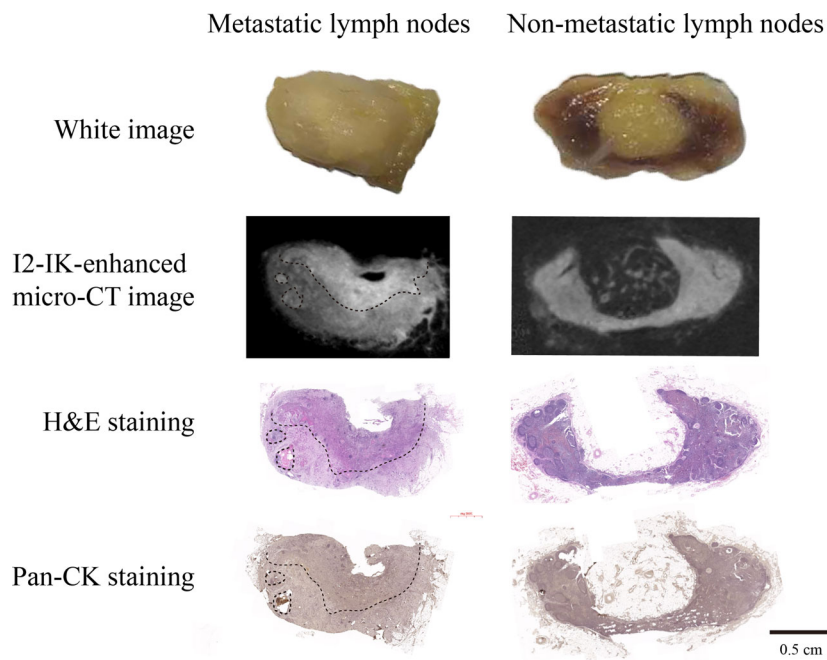 Metastatic lymph nodes
Non-metastatic lymph nodes
White image
I2-IK-enhanced
micro-CT image
H&E staining
Pan-CK staining
0.5 cm